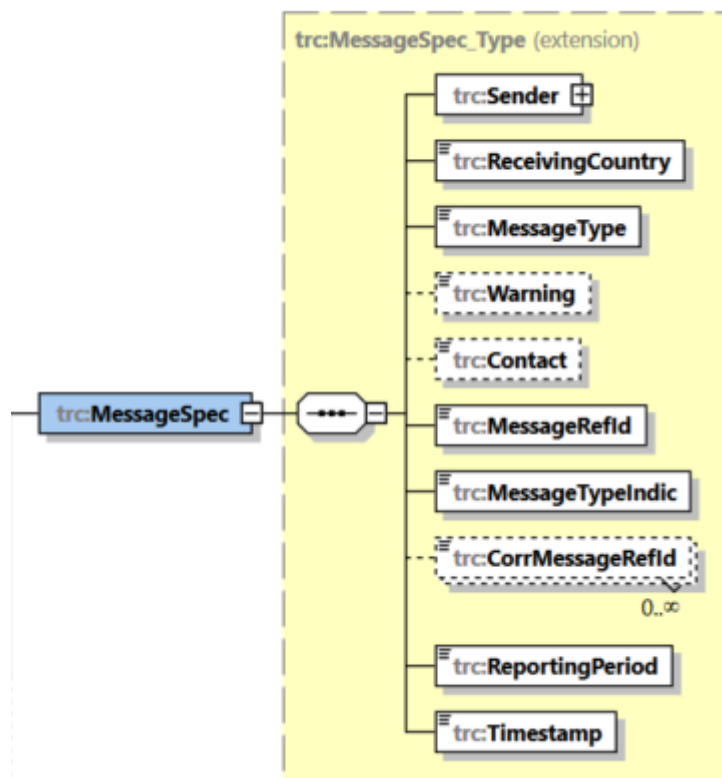 trc:MessageSpec_Type (extension)
trc:Sender
trc:ReceivingCountry
trc:MessageType
trc:Warning
trc:Contact
trc:MessageSpec
trc:MessageRefId
trc:MessageTypeIndic
trc:CorrMessageRefId
0..∞
trc:ReportingPeriod
trc:Timestamp